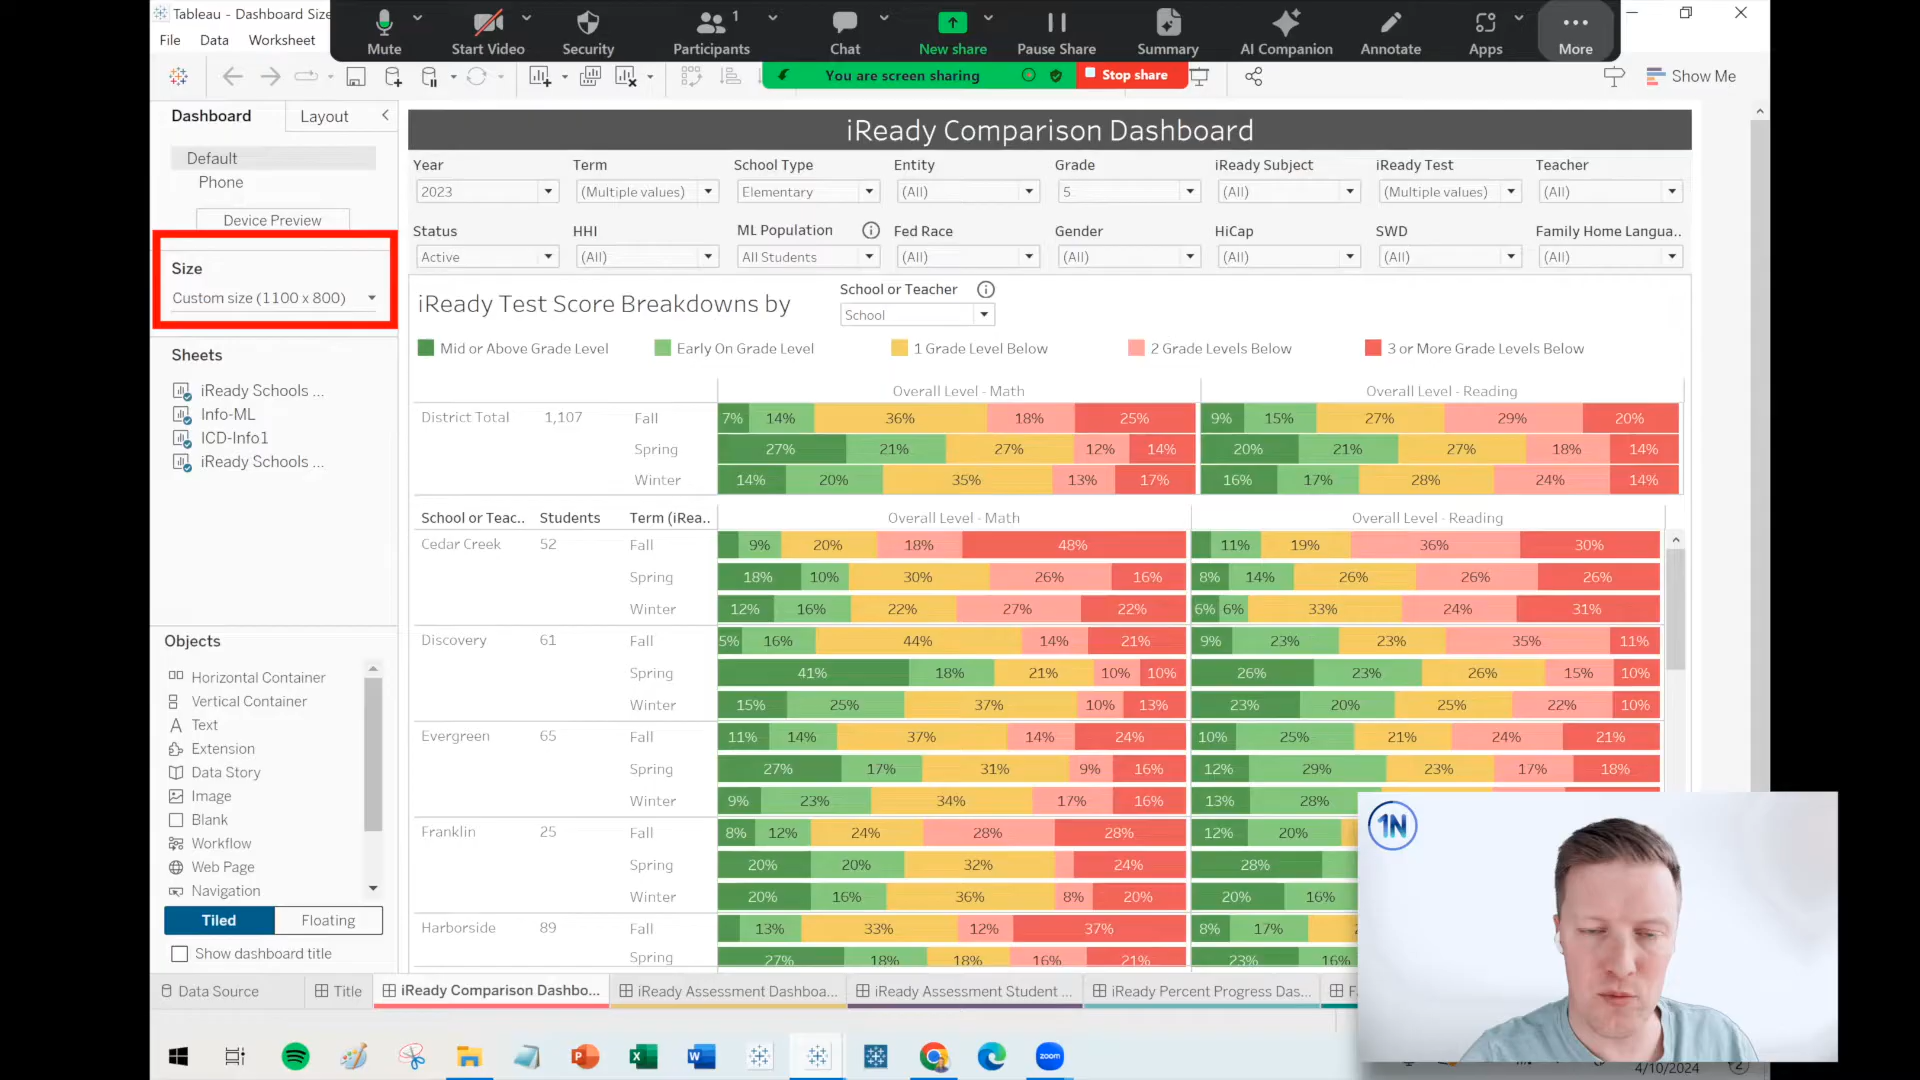 Tableau - Dashboard Size
File Data Worksheet
Mute
Start Video
Security
1
Participants
Chat
New share
Pause Share
Summary
AI Companion
Annotate
Apps
More
You are screen sharing
Stop share
Show Me
Dashboard Layout
Default
Phone
Device Preview
Size
Custom size (1100 x 800)
Sheets
iReady Schools ...
Info-ML
ICD-Info1
iReady Schools ...
Objects
Horizontal Container
Vertical Container
Text
Extension
Data Story
Image
Blank
Workflow
Web Page
Navigation
Tiled Floating
Show dashboard title
iReady Comparison Dashboard
Year Term School Type Entity Grade iReady Subject iReady Test Teacher
2023 (Multiple values) Elementary (All) 5 (All) (Multiple values) (All)
Status HHI ML Population Fed Race Gender HiCap SWD Family Home Langua..
Active (All) All Students (All) (All) (All) (All) (All)
iReady Test Score Breakdowns by
School or Teacher
School
Mid or Above Grade Level Early On Grade Level 1 Grade Level Below 2 Grade Levels Below 3 or More Grade Levels Below
Overall Level - Math Overall Level - Reading
District Total 1,107 Fall 7% 14% 36% 18% 25% 9% 15% 27% 29% 20%
Spring 27% 21% 27% 12% 14% 20% 21% 27% 18% 14%
Winter 14% 20% 35% 13% 17% 16% 17% 28% 24% 14%
School or Teac.. Students Term (iRea.. Overall Level - Math Overall Level - Reading
Cedar Creek 52 Fall 9% 20% 18% 48% 11% 19% 36% 30%
Spring 18% 10% 30% 26% 16% 8% 14% 26% 26% 26%
Winter 12% 16% 22% 27% 22% 6% 6% 33% 24% 31%
Discovery 61 Fall 5% 16% 44% 14% 21% 9% 23% 23% 35% 11%
Spring 41% 18% 21% 10% 10% 26% 23% 26% 15% 10%
Winter 15% 25% 37% 10% 13% 23% 20% 25% 22% 10%
Evergreen 65 Fall 11% 14% 37% 14% 24% 10% 25% 21% 24% 21%
Spring 27% 17% 31% 9% 16% 12% 29% 23% 17% 18%
Winter 9% 23% 34% 17% 16% 13% 28%
Franklin 25 Fall 8% 12% 24% 28% 28% 12% 20%
Spring 20% 20% 32% 24% 28%
Winter 20% 16% 36% 8% 20% 20% 16%
Harborside 89 Fall 13% 33% 12% 37% 8% 17%
Spring 27% 18% 18% 16% 21% 23% 16%
Data Source Title iReady Comparison Dashbo... iReady Assessment Dashboa... iReady Assessment Student ... iReady Percent Progress Das...
1N
zoom
4/10/2024